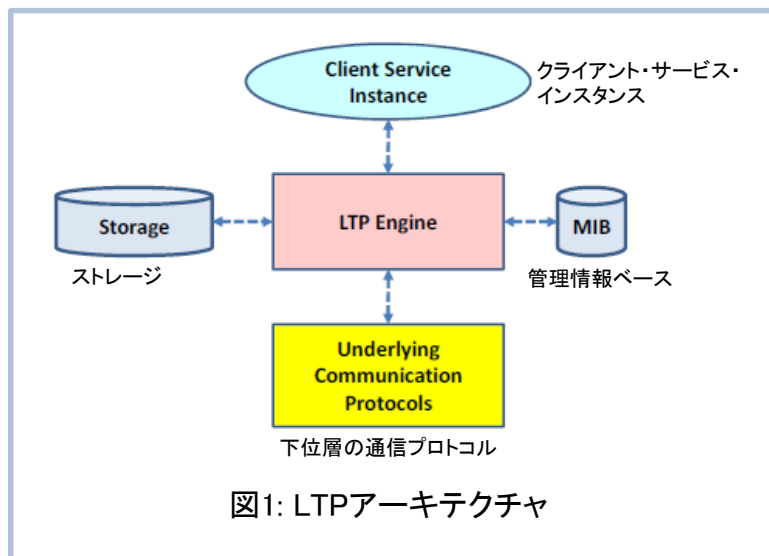 Client Service
Instance
クライアント・サービス・
インスタンス
Storage
ストレージ
LTP Engine
MIB
管理情報ベース
Underlying
Communication
Protocols
下位層の通信プロトコル
図1: LTPアーキテクチャ